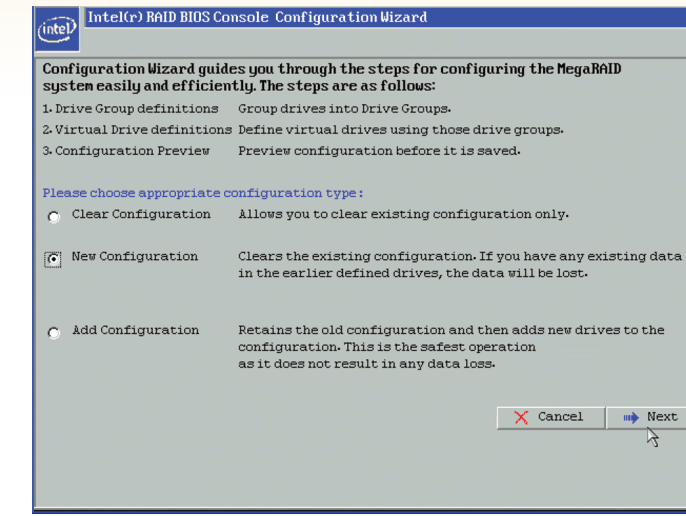 intel
Intel(r) RAID BIOS Console Configuration Wizard
Configuration Wizard guides you through the steps for configuring the MegaRAID
system easily and efficiently. The steps are as follows:
1. Drive Group definitions Group drives into Drive Groups.
2. Virtual Drive definitions Define virtual drives using those drive groups.
3. Configuration Preview Preview configuration before it is saved.
Please choose appropriate configuration type:
Clear Configuration Allows you to clear existing configuration only.
New Configuration Clears the existing configuration. If you have any existing data
in the earlier defined drives, the data will be lost.
Add Configuration Retains the old configuration and then adds new drives to the
configuration. This is the safest operation
as it does not result in any data loss.
Cancel Next